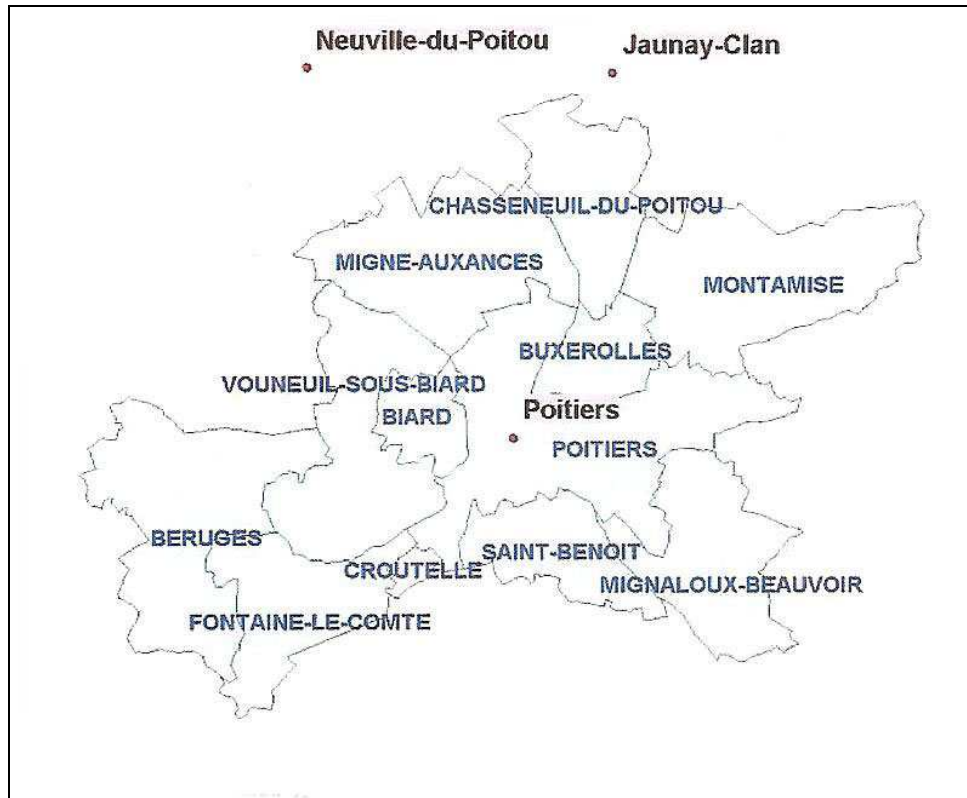 Neuville-du-Poitou
Jaunay-Clan
CHASSENEUIL-DU-POITOU
MIGNE-AUXANCES
MONTAMISE
BUXEROLLES
VOUNEUIL-SOUS-BIARD
BIARD
Poitiers
POITIERS
BERUGES
SAINT-BENOIT
CROUTELLE
MIGNALOUX-BEAUVOIR
FONTAINE-LE-COMTE